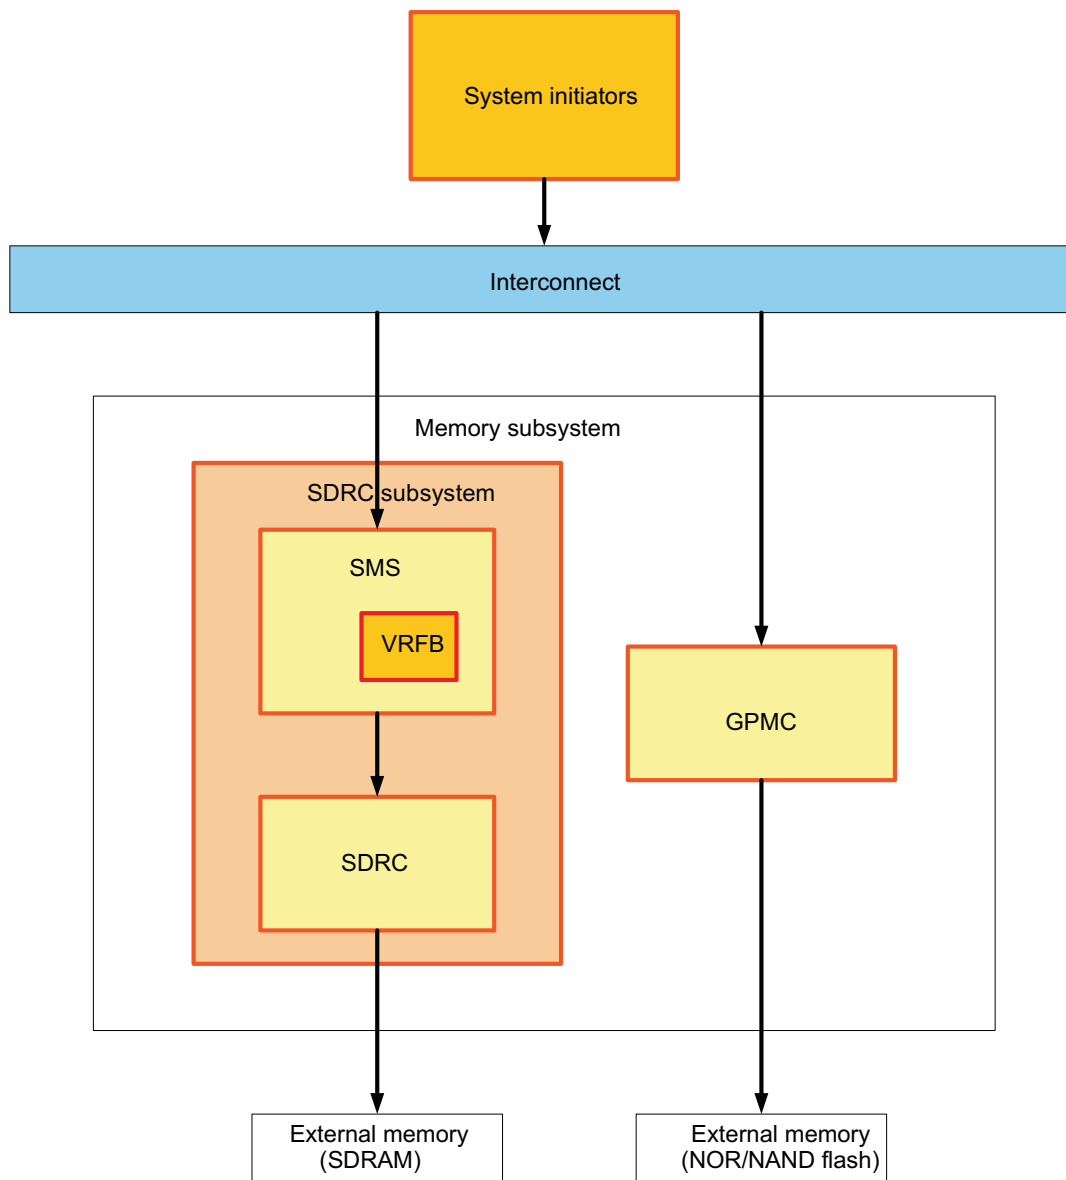 System initiators
Interconnect
Memory subsystem
SDRC subsystem
SMS
VRFB
GPMC
SDRC
External memory
(SDRAM)
External memory
(NOR/NAND flash)